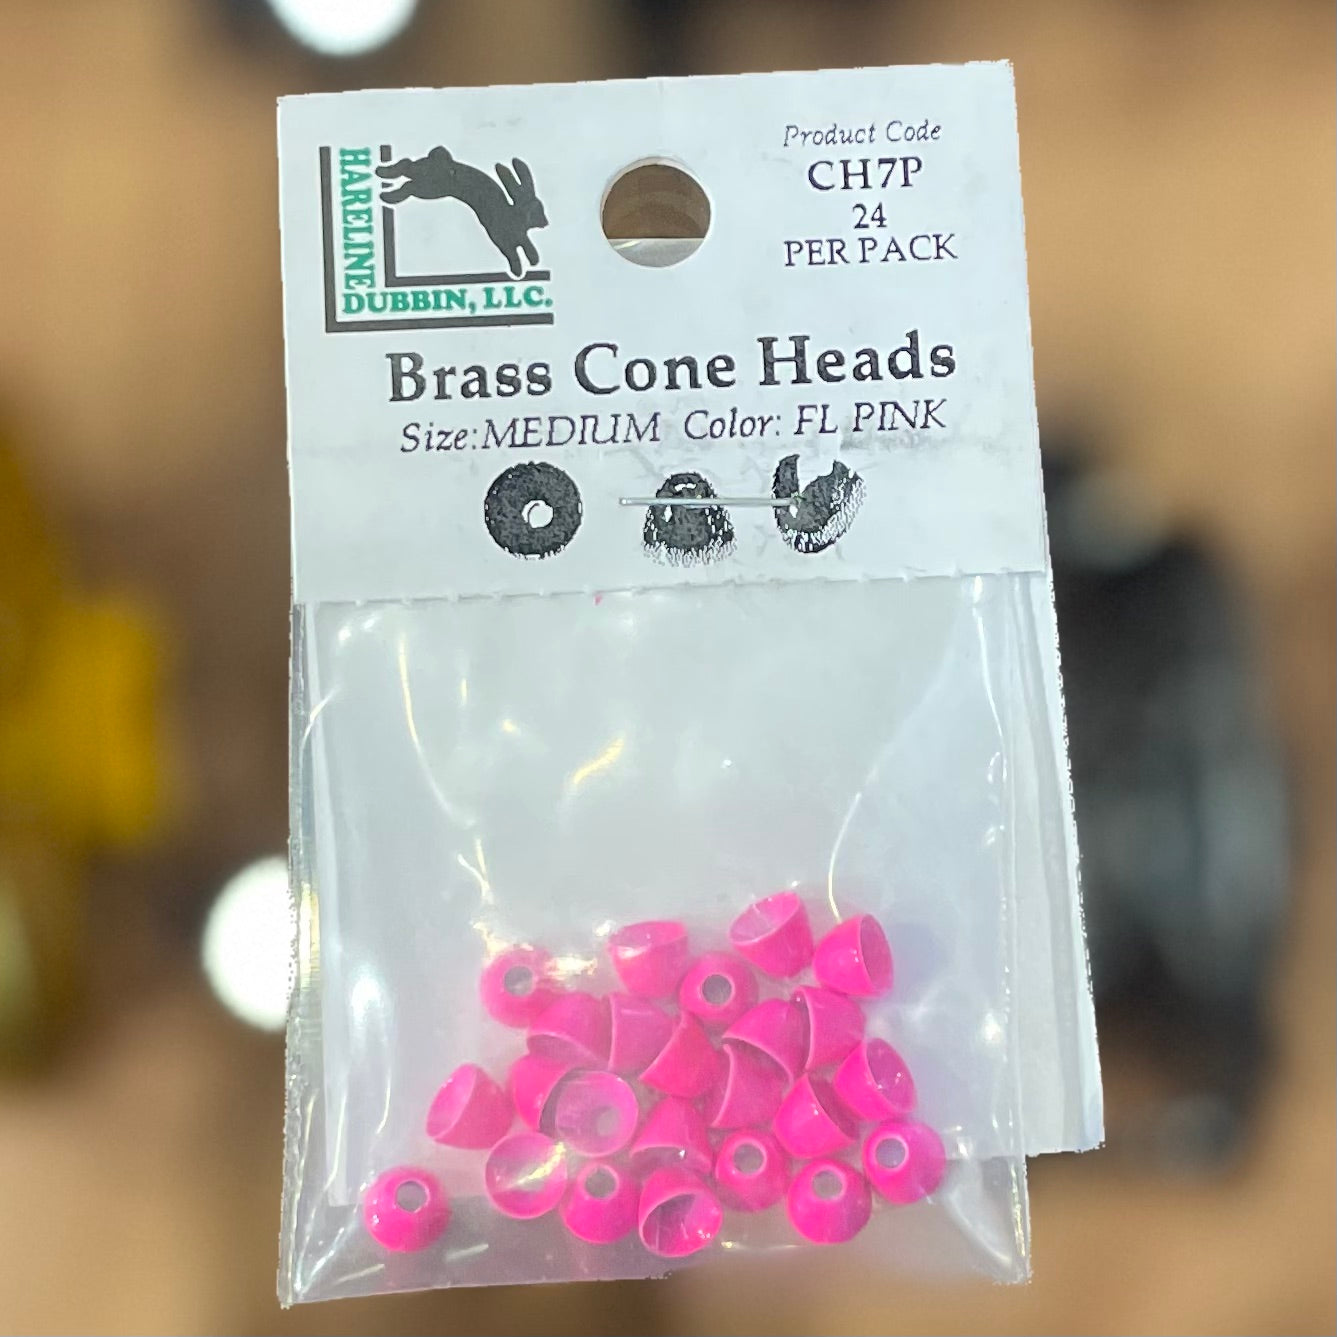 HARELINE
DUBBIN, LLC.
Product Code
CH7P
24
PER PACK
Brass Cone Heads
Size:MEDIUM Color: FL PINK